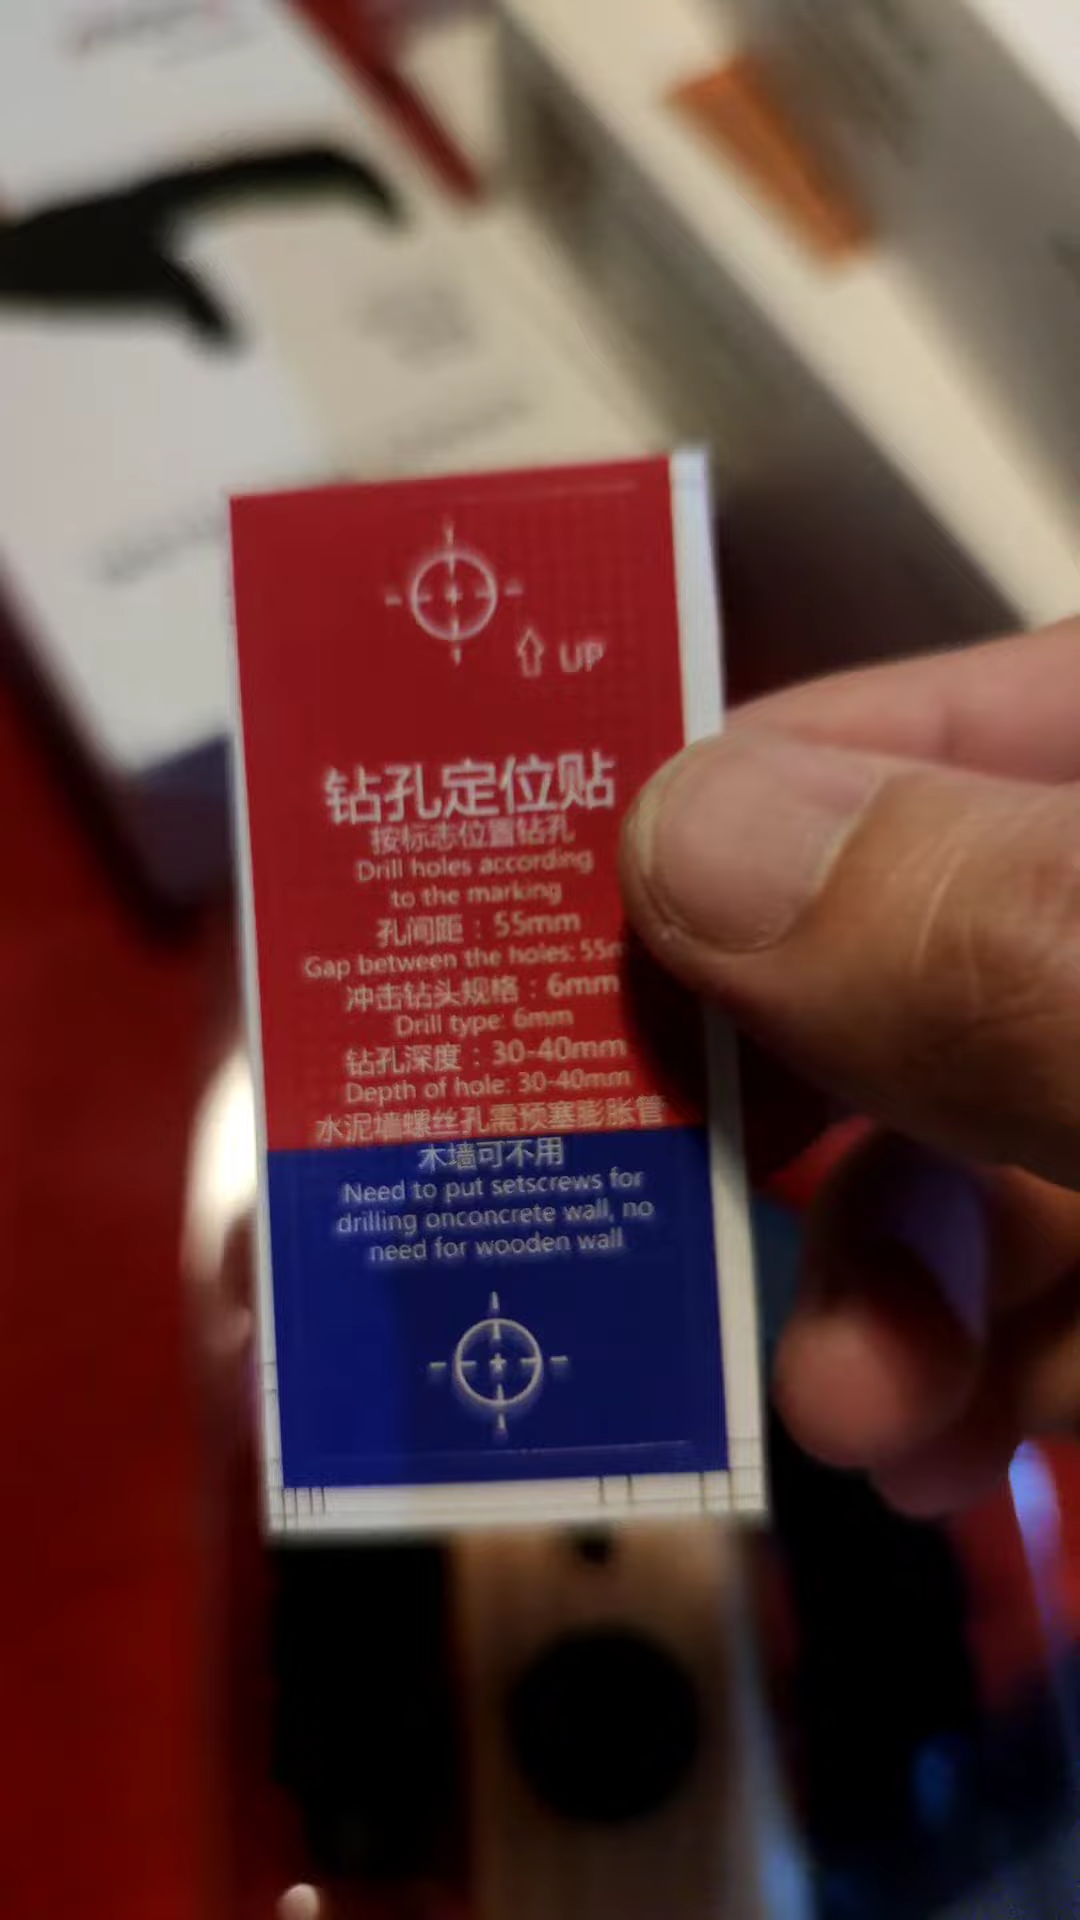 UP
钻孔定位贴
按标志位置钻孔
Drill holes according
to the marking
孔间距：55mm
Gap between the holes: 55
冲击钻头规格：6mm
Drill type: 6mm
钻孔深度：30-40mm
Depth of hole: 30-40mm
水泥墙螺丝孔需预塞膨胀管
木墙可不用
Need to put setscrews for
drilling onconcrete wall, no
need for wooden wall